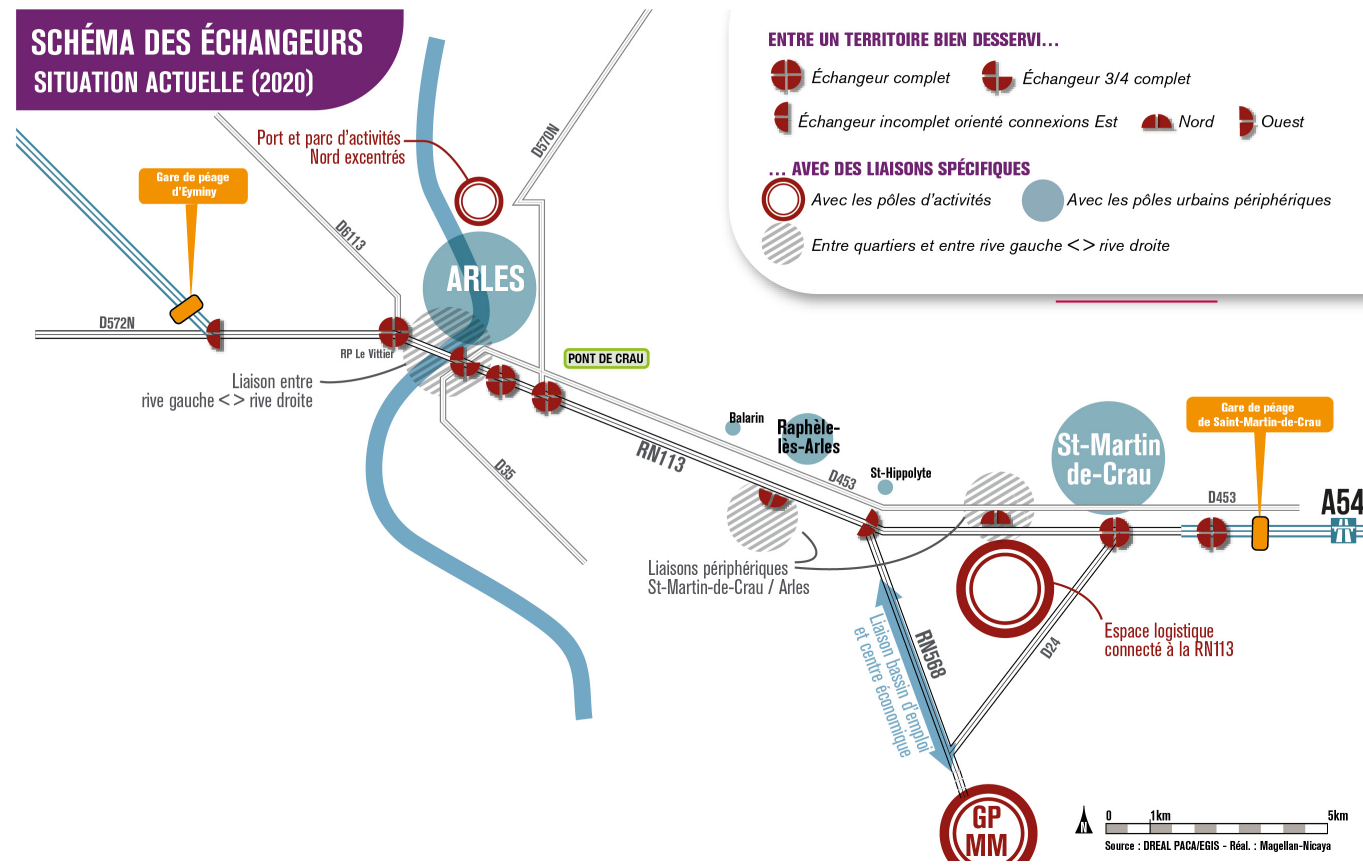 SCHÉMA DES ÉCHANGEURS
SITUATION ACTUELLE (2020)
ENTRE UN TERRITOIRE BIEN DESSERVI...
Échangeur complet
Échangeur 3/4 complet
Échangeur incomplet orienté connexions Est
Nord
Ouest
... AVEC DES LIAISONS SPÉCIFIQUES
Avec les pôles d'activités
Avec les pôles urbains périphériques
Entre quartiers et entre rive gauche <> rive droite
Port et parc d'activités
Nord excentrés
D570N
Gare de péage
d'Eyminy
D6113
ARLES
D572N
RP Le Vittier
PONT DE CRAU
Liaison entre
rive gauche <> rive droite
D35
RN113
Balarin
Raphèle-
lès-Arles
St-Hippolyte
D453
St-Martin
de-Crau
Gare de péage
de Saint-Martin-de-Crau
D453
A54
Liaisons périphériques
St-Martin-de-Crau / Arles
Liaison bassin d'emploi
et centre économique
RN568
D24
Espace logistique
connecté à la RN113
GP
MM
N
0 1km 5km
Source : DREAL PACA/EGIS - Réal. : Magellan-Nicaya